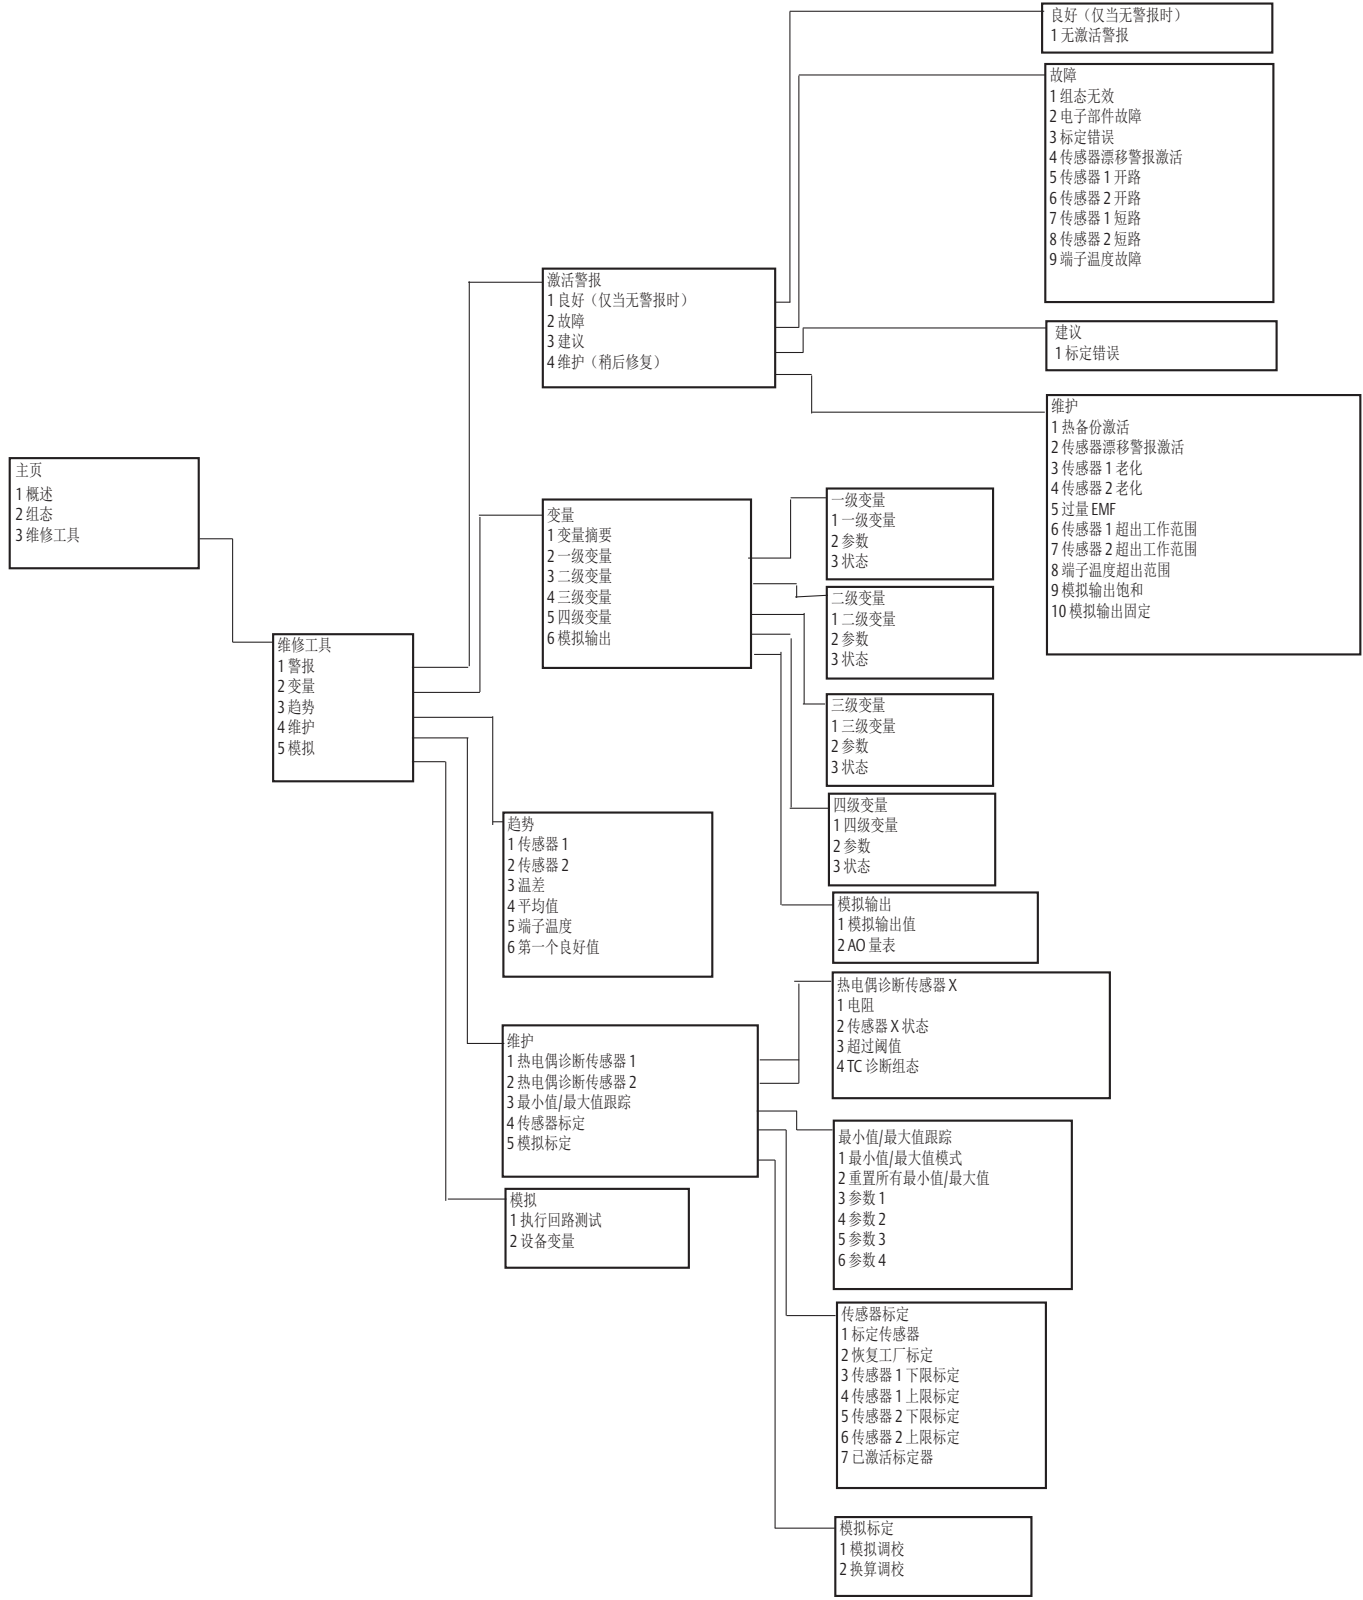 主页
1 概述
2 组态
3 维修工具
维修工具
1 警报
2 变量
3 趋势
4 维护
5 模拟
激活警报
1 良好（仅当无警报时）
2 故障
3 建议
4 维护（稍后修复）
良好（仅当无警报时）
1 无激活警报
故障
1 组态无效
2 电子部件故障
3 标定错误
4 传感器漂移警报激活
5 传感器 1 开路
6 传感器 2 开路
7 传感器 1 短路
8 传感器 2 短路
9 端子温度故障
建议
1 标定错误
维护
1 热备份激活
2 传感器漂移警报激活
3 传感器 1 老化
4 传感器 2 老化
5 过量 EMF
6 传感器 1 超出工作范围
7 传感器 2 超出工作范围
8 端子温度超出范围
9 模拟输出饱和
10 模拟输出固定
变量
1 变量摘要
2 一级变量
3 二级变量
4 三级变量
5 四级变量
6 模拟输出
一级变量
1 一级变量
2 参数
3 状态
二级变量
1 二级变量
2 参数
3 状态
三级变量
1 三级变量
2 参数
3 状态
四级变量
1 四级变量
2 参数
3 状态
模拟输出
1 模拟输出值
2 AO 量表
趋势
1 传感器 1
2 传感器 2
3 温差
4 平均值
5 端子温度
6 第一个良好值
维护
1 热电偶诊断传感器 1
2 热电偶诊断传感器 2
3 最小值/最大值跟踪
4 传感器标定
5 模拟标定
热电偶诊断传感器 X
1 电阻
2 传感器 X 状态
3 超过阈值
4 TC 诊断组态
最小值/最大值跟踪
1 最小值/最大值模式
2 重置所有最小值/最大值
3 参数 1
4 参数 2
5 参数 3
6 参数 4
传感器标定
1 标定传感器
2 恢复工厂标定
3 传感器 1 下限标定
4 传感器 1 上限标定
5 传感器 2 下限标定
6 传感器 2 上限标定
7 已激活标定器
模拟标定
1 模拟调校
2 换算调校
模拟
1 执行回路测试
2 设备变量